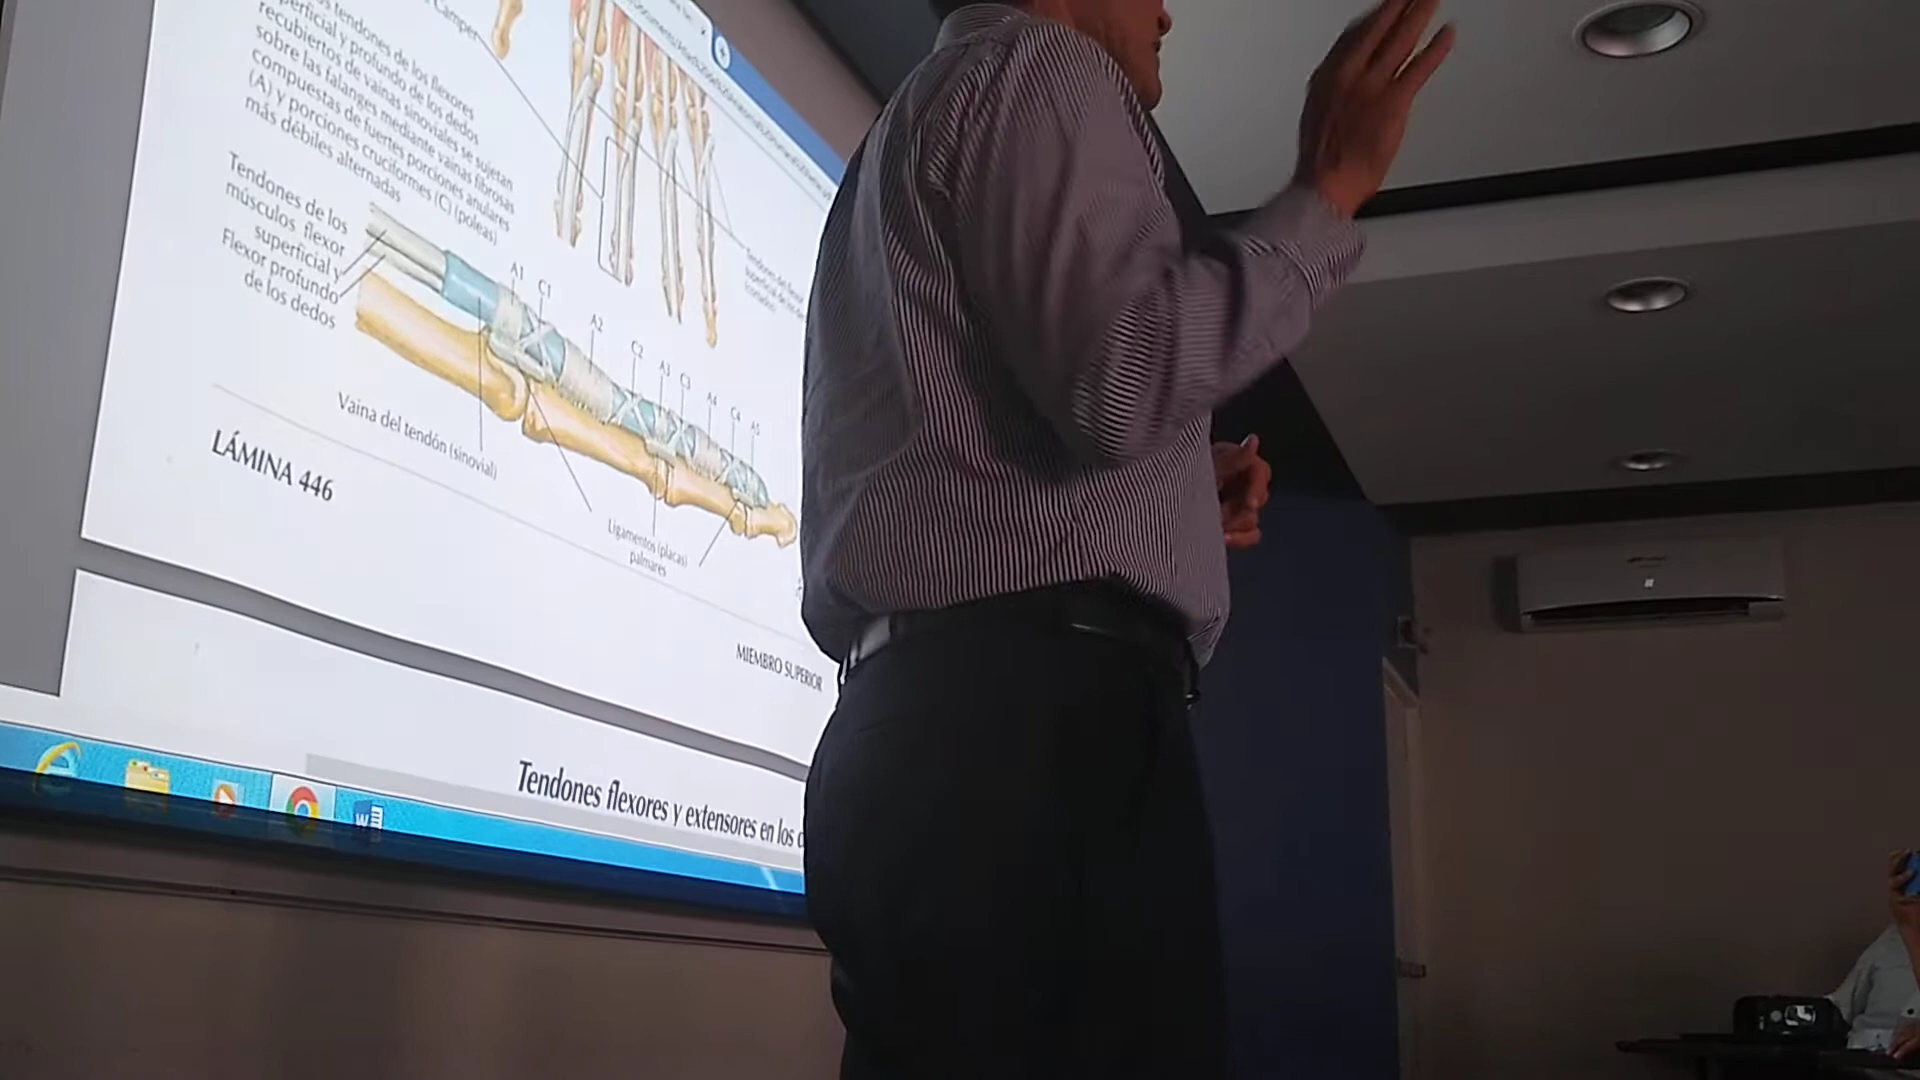 Camper
los tendones de los flexores
superficial y profundo de los dedos
recubiertos de vainas sinoviales se sujetan
sobre las falanges mediante vainas fibrosas
compuestas de fuertes porciones anulares
(A) y porciones cruciformes (C) (poleas)
más débiles alternadas
Tendones de los
músculos flexor
superficial y
Flexor profundo
de los dedos
A1
C1
A2
C2
A3
C3
A4
C4
A5
Vaina del tendón (sinovial)
Ligamentos (placas)
palmares
LÁMINA 446
MIEMBRO SUPERIOR
Tendones flexores y extensores en los